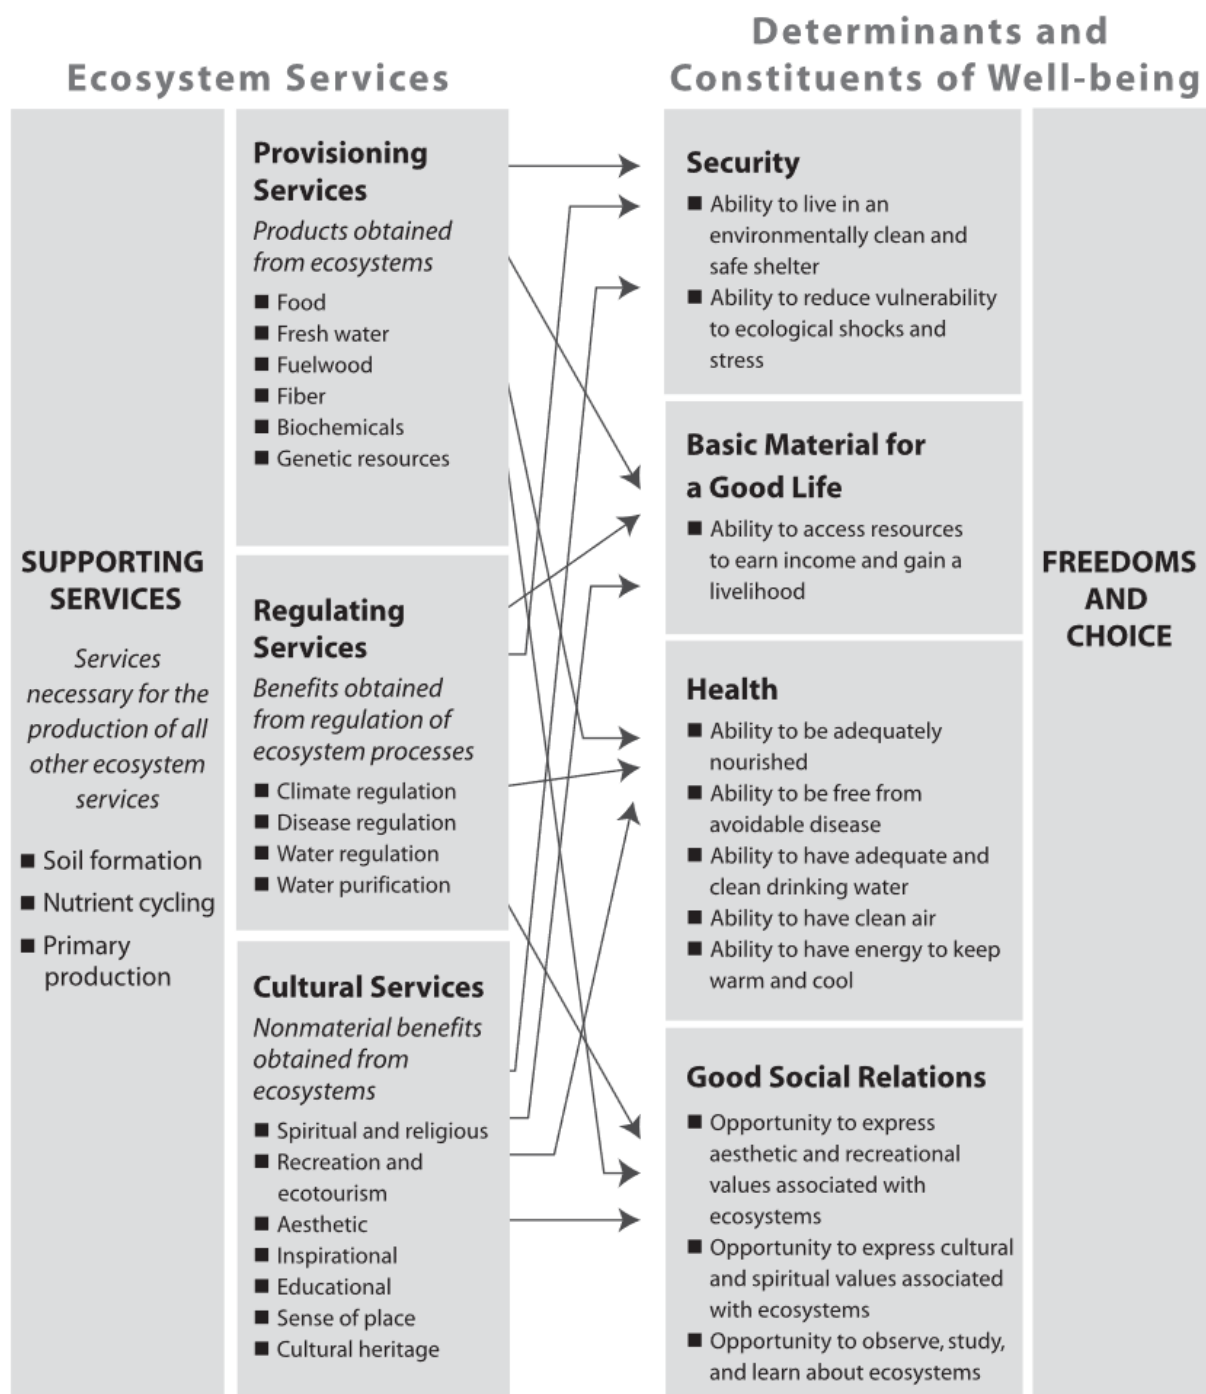 Ecosystem Services
Determinants and
Constituents of Well-being
SUPPORTING
SERVICES
Services
necessary for the
production of all
other ecosystem
services
■ Soil formation
■ Nutrient cycling
■ Primary
production
Provisioning
Services
Products obtained
from ecosystems
■ Food
■ Fresh water
■ Fuelwood
■ Fiber
■ Biochemicals
■ Genetic resources
Regulating
Services
Benefits obtained
from regulation of
ecosystem processes
■ Climate regulation
■ Disease regulation
■ Water regulation
■ Water purification
Cultural Services
Nonmaterial benefits
obtained from
ecosystems
■ Spiritual and religious
■ Recreation and
ecotourism
■ Aesthetic
■ Inspirational
■ Educational
■ Sense of place
■ Cultural heritage
Security
■ Ability to live in an
environmentally clean and
safe shelter
■ Ability to reduce vulnerability
to ecological shocks and
stress
Basic Material for
a Good Life
■ Ability to access resources
to earn income and gain a
livelihood
Health
■ Ability to be adequately
nourished
■ Ability to be free from
avoidable disease
■ Ability to have adequate and
clean drinking water
■ Ability to have clean air
■ Ability to have energy to keep
warm and cool
Good Social Relations
■ Opportunity to express
aesthetic and recreational
values associated with
ecosystems
■ Opportunity to express cultural
and spiritual values associated
with ecosystems
■ Opportunity to observe, study,
and learn about ecosystems
FREEDOMS
AND
CHOICE